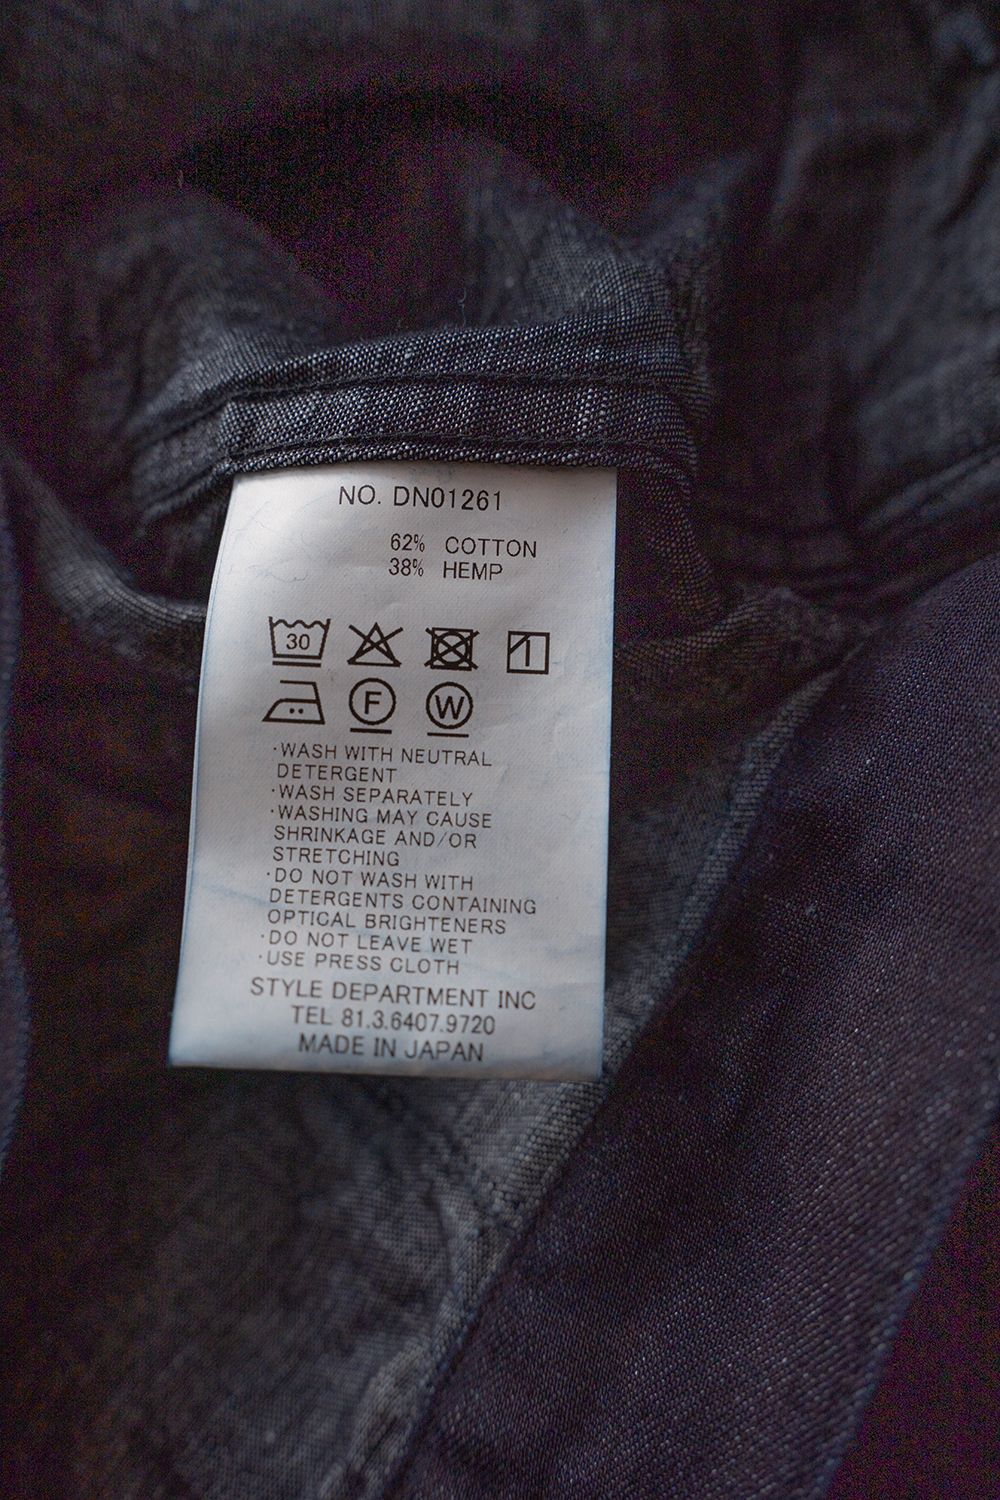 NO. DN01261
62% COTTON
38% HEMP
30
F W
·WASH WITH NEUTRAL
DETERGENT
·WASH SEPARATELY
·WASHING MAY CAUSE
SHRINKAGE AND/OR
STRETCHING
·DO NOT WASH WITH
DETERGENTS CONTAINING
OPTICAL BRIGHTENERS
·DO NOT LEAVE WET
·USE PRESS CLOTH
STYLE DEPARTMENT INC
TEL 81.3.6407.9720
MADE IN JAPAN